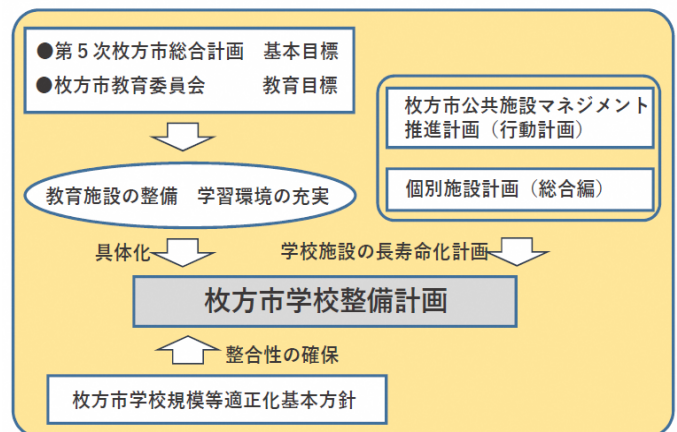 ●第5次枚方市総合計画　基本目標
●枚方市教育委員会　　　教育目標
枚方市公共施設マネジメント
推進計画（行動計画）
個別施設計画（総合編）
教育施設の整備　学習環境の充実
具体化
学校施設の長寿命化計画
枚方市学校整備計画
整合性の確保
枚方市学校規模等適正化基本方針